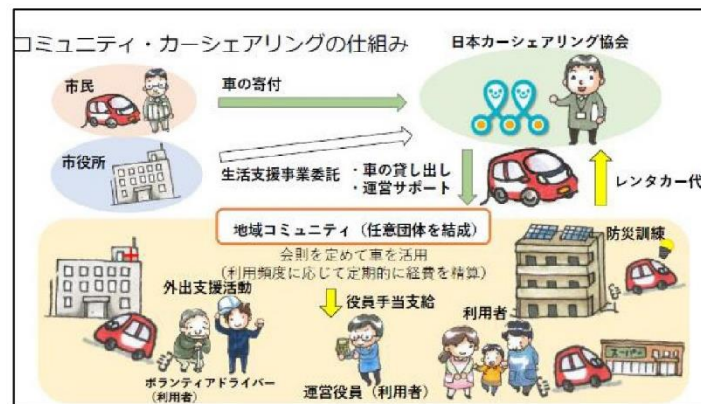 コミュニティ・カーシェアリングの仕組み
日本カーシェアリング協会
市民
車の寄付
市役所
生活支援事業委託
・車の貸し出し
・運営サポート
レンタカー代
地域コミュニティ（任意団体を結成）
会則を定めて車を活用
（利用頻度に応じて定期的に経費を精算）
防災訓練
外出支援活動
役員手当支給
利用者
スーパー
ボランティアドライバー
（利用者）
運営役員（利用者）